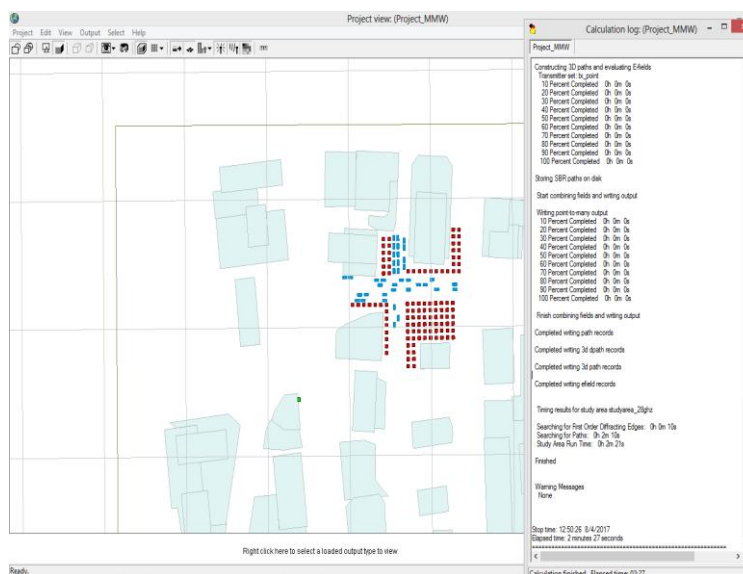 Project view: (Project_MMW)
Project Edit View Output Select Help
Right click here to select a loaded output type to view
Ready.
Calculation log: (Project_MMW)
Project_MMW
Constructing 3D paths and evaluating E-fields
Transmitter set: tx_point
10 Percent Completed 0h 0m 0s
20 Percent Completed 0h 0m 0s
30 Percent Completed 0h 0m 0s
40 Percent Completed 0h 0m 0s
50 Percent Completed 0h 0m 0s
60 Percent Completed 0h 0m 0s
70 Percent Completed 0h 0m 0s
80 Percent Completed 0h 0m 0s
90 Percent Completed 0h 0m 0s
100 Percent Completed 0h 0m 0s
Storing SBR paths on disk
Start combining fields and writing output
Writing point-to-many output
10 Percent Completed 0h 0m 0s
20 Percent Completed 0h 0m 0s
30 Percent Completed 0h 0m 0s
40 Percent Completed 0h 0m 0s
50 Percent Completed 0h 0m 0s
60 Percent Completed 0h 0m 0s
70 Percent Completed 0h 0m 0s
80 Percent Completed 0h 0m 0s
90 Percent Completed 0h 0m 0s
100 Percent Completed 0h 0m 0s
Finish combining fields and writing output
Completed writing path records
Completed writing 3d dpath records
Completed writing 3d path records
Completed writing efield records
Timing results for study area studyarea_28ghz
Searching for First Order Diffracting Edges: 0h 0m 10s
Searching for Paths: 0h 2m 10s
Study Area Run Time: 0h 2m 21s
Finished
Warning Messages
None
Stop time: 12:50:26 8/4/2017
Elapsed time: 2 minutes 27 seconds
Calculation finished. Elapsed time: 02:27